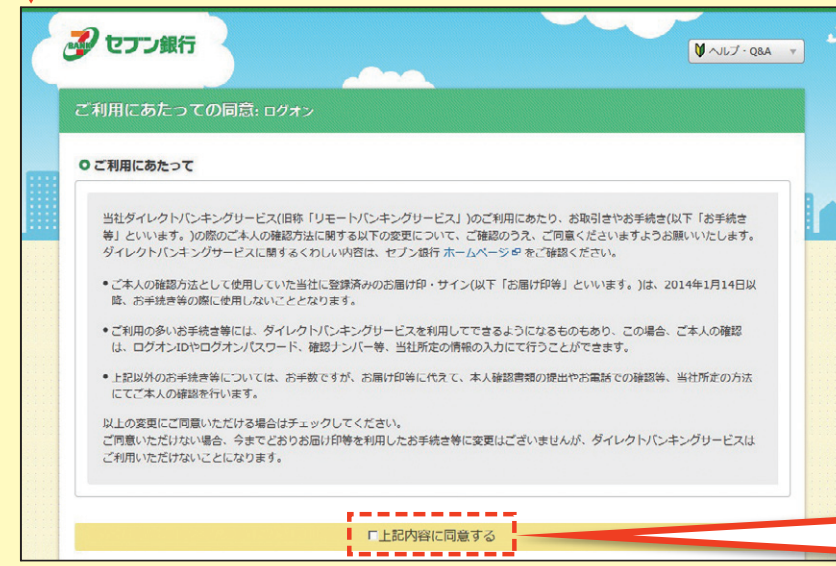 7 BANK セブン銀行
ヘルプ・Q&A
ご利用にあたっての同意: ログオン
ご利用にあたって
当社ダイレクトバンキングサービス(旧称「リモートバンキングサービス」)のご利用にあたり、お取引きやお手続き(以下「お手続き
等」といいます。)の際のご本人の確認方法に関する以下の変更について、ご確認のうえ、ご同意くださいますようお願いいたします。
ダイレクトバンキングサービスに関するくわしい内容は、セブン銀行 ホームページ をご確認ください。
•ご本人の確認方法として使用していた当社に登録済みのお届け印・サイン(以下「お届け印等」といいます。)は、2014年1月14日以
降、お手続き等の際に使用しないこととなります。
•ご利用の多いお手続き等には、ダイレクトバンキングサービスを利用してできるようになるものもあり、この場合、ご本人の確認
は、ログオンIDやログオンパスワード、確認ナンバー等、当社所定の情報の入力にて行うことができます。
•上記以外のお手続き等については、お手数ですが、お届け印等に代えて、本人確認書類の提出やお電話での確認等、当社所定の方法
にてご本人の確認を行います。
以上の変更にご同意いただける場合はチェックしてください。
ご同意いただけない場合、今までどおりお届け印等を利用したお手続き等に変更はございませんが、ダイレクトバンキングサービスは
ご利用いただけないことになります。
上記内容に同意する